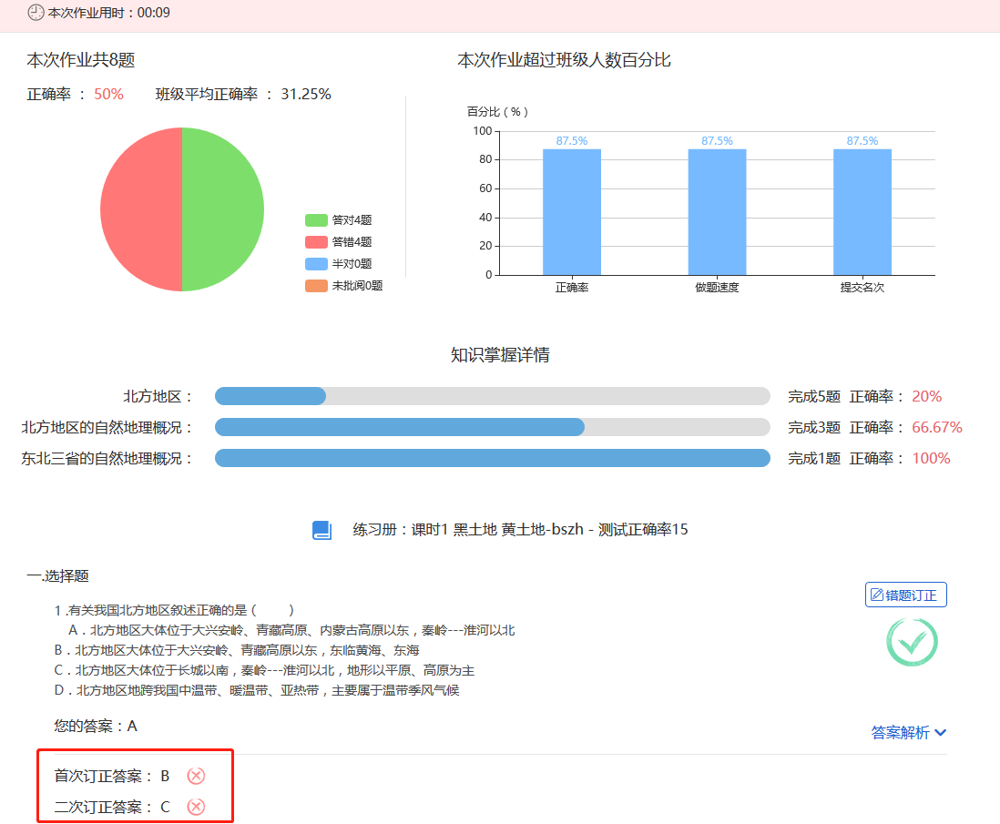 本次作业用时：00:09
本次作业共8题
正确率 ： 50% 班级平均正确率 ： 31.25%
答对4题
答错4题
半对0题
未批阅0题
本次作业超过班级人数百分比
百分比（%）
100
80
60
40
20
0
87.5% 87.5% 87.5%
正确率 做题速度 提交名次
知识掌握详情
北方地区： 完成5题 正确率： 20%
北方地区的自然地理概况： 完成3题 正确率： 66.67%
东北三省的自然地理概况： 完成1题 正确率： 100%
练习册：课时1 黑土地 黄土地-bszh - 测试正确率15
一.选择题
错题订正
1 .有关我国北方地区叙述正确的是（ ）
A．北方地区大体位于大兴安岭、青藏高原、内蒙古高原以东，秦岭---淮河以北
B．北方地区大体位于大兴安岭、青藏高原以东，东临黄海、东海
C．北方地区大体位于长城以南，秦岭---淮河以北，地形以平原、高原为主
D．北方地区地跨我国中温带、暖温带、亚热带，主要属于温带季风气候
您的答案：A
答案解析
首次订正答案： B
二次订正答案： C